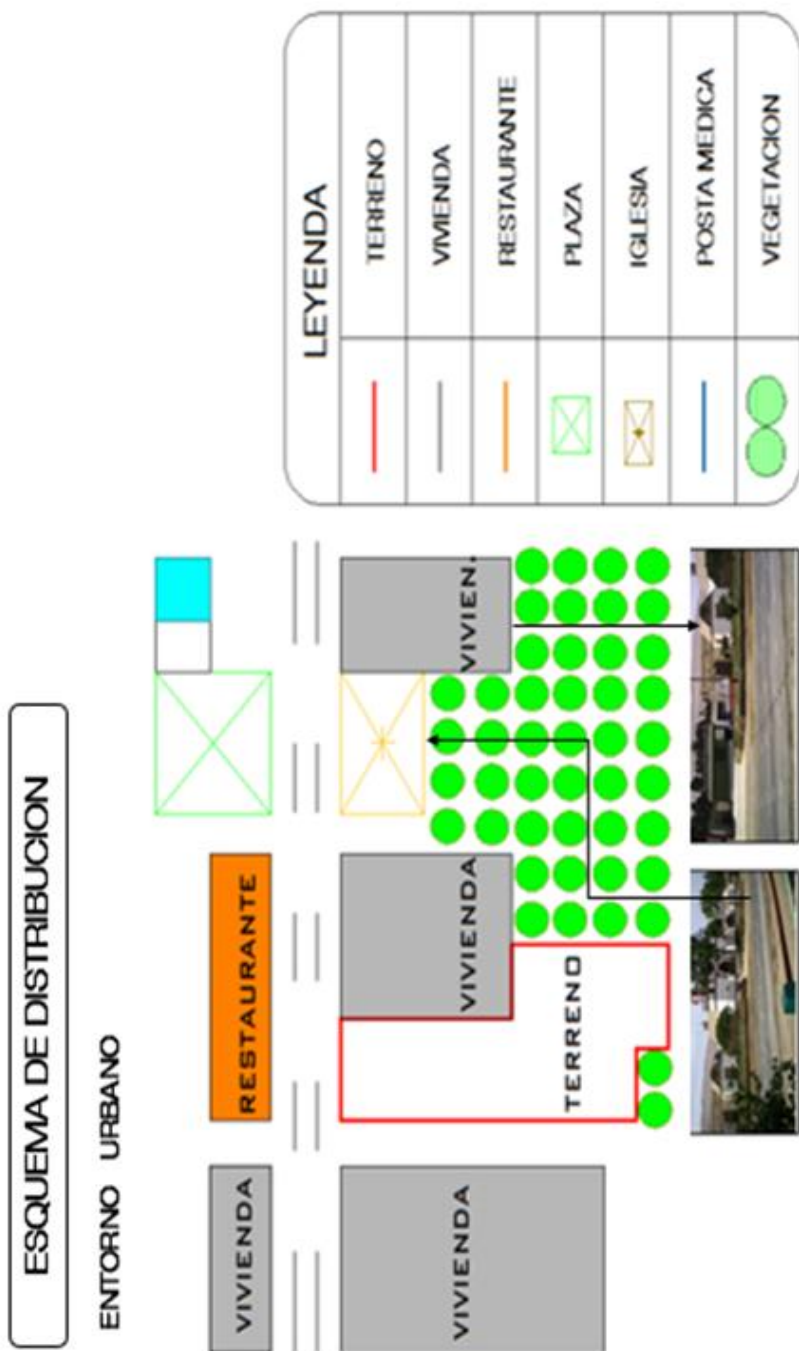 ESQUEMA DE DISTRIBUCION
ENTORNO URBANO
VIVIENDA
RESTAURANTE
VIVIENDA
VIVIENDA
VIVIEN.
TERRENO
LEYENDA
TERRENO
VIVIENDA
RESTAURANTE
PLAZA
IGLESIA
POSTA MEDICA
VEGETACION